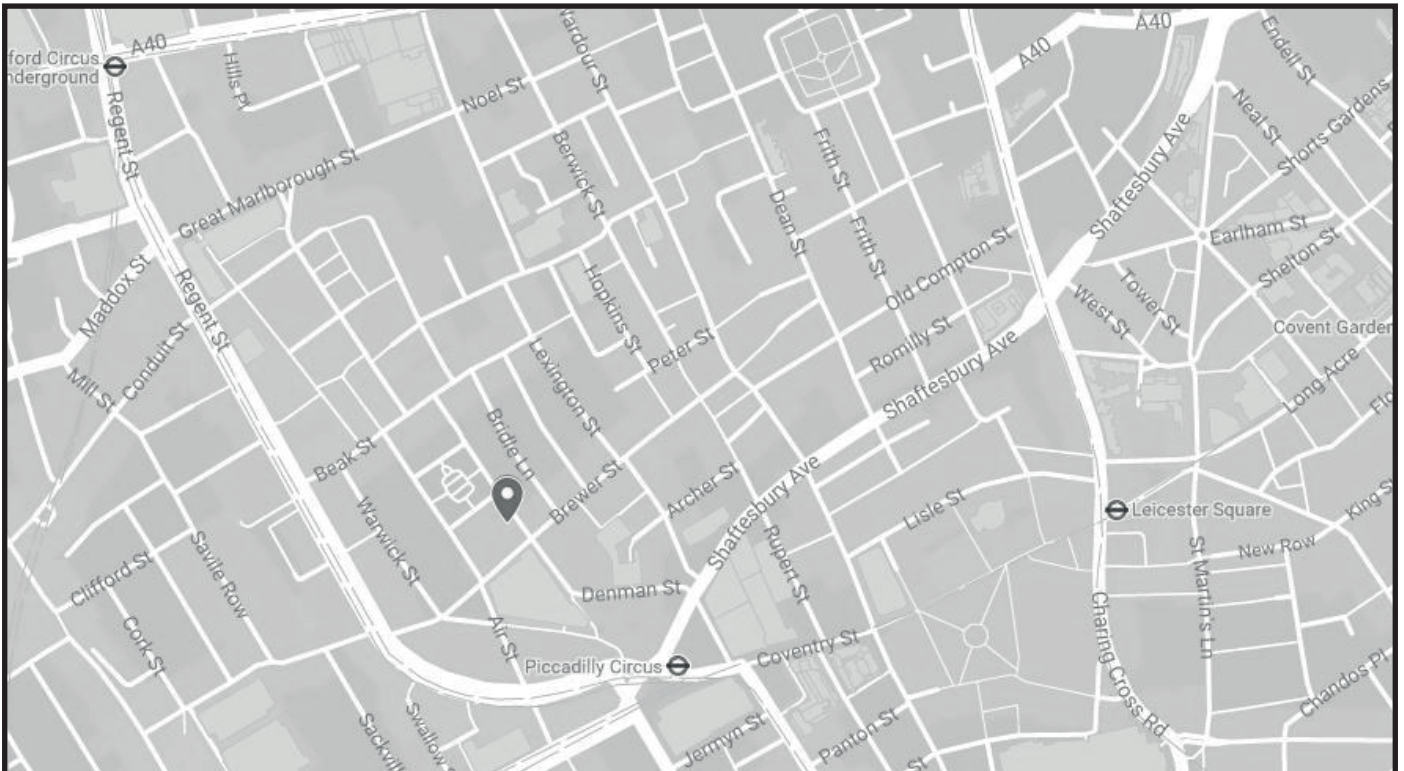 A40
A40
A40
ford Circus
nderground
Hills Pl
Wardour St
Endell St
Regent St
Noel St
Neal St
Shorts Gardens
Berwick St
Frith St
Shaftesbury Ave
Great Marlborough St
Dean St
Frith St
Earlham St
Maddox St
Regent St
Old Compton St
Shelton St
Hopkins St
Tower St
West St
Conduit St
Peter St
Romilly St
Covent Garden
Mill St
Lexington St
Shaftesbury Ave
Long Acre
Flo
Bridle Ln
Beak St
Brewer St
Archer St
Shaftesbury Ave
Lisle St
Leicester Square
King St
Warwick St
Savile Row
Rupert St
New Row
St Martin's Ln
Clifford St
Denman St
Cork St
Air St
Piccadilly Circus
Coventry St
Charing Cross Rd
Chandos Pl
Sackvill
Swallow S
Jermyn St
Panton St
St